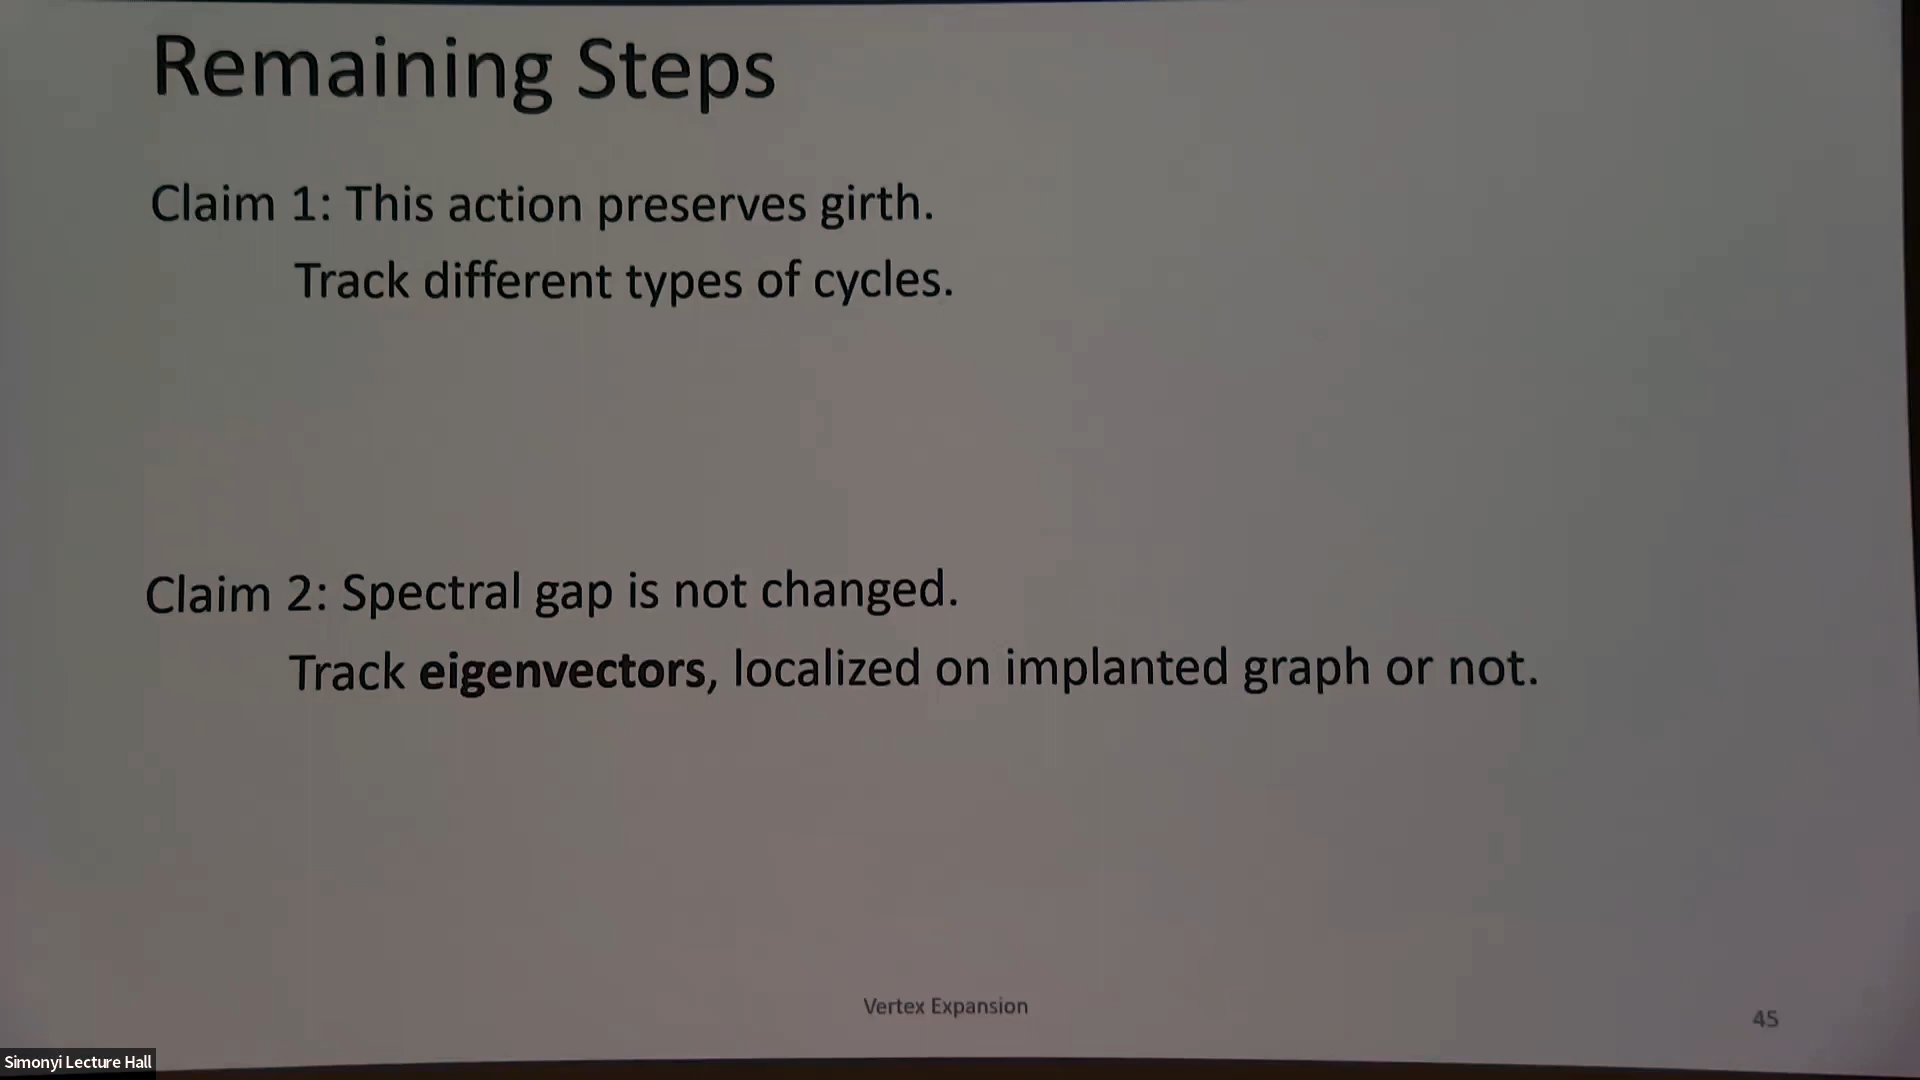 Remaining Steps
Claim 1: This action preserves girth.
Track different types of cycles.
Claim 2: Spectral gap is not changed.
Track eigenvectors, localized on implanted graph or not.
Vertex Expansion
45
Simonyi Lecture Hall